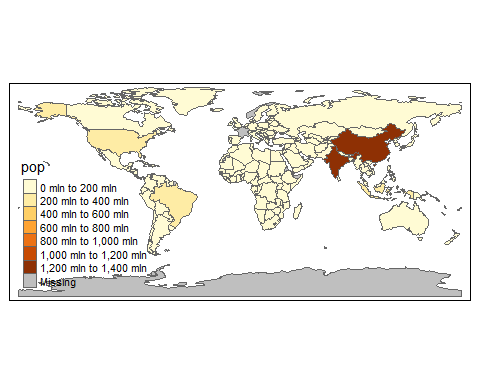 pop
0 mln to 200 mln
200 mln to 400 mln
400 mln to 600 mln
600 mln to 800 mln
800 mln to 1,000 mln
1,000 mln to 1,200 mln
1,200 mln to 1,400 mln
Missing